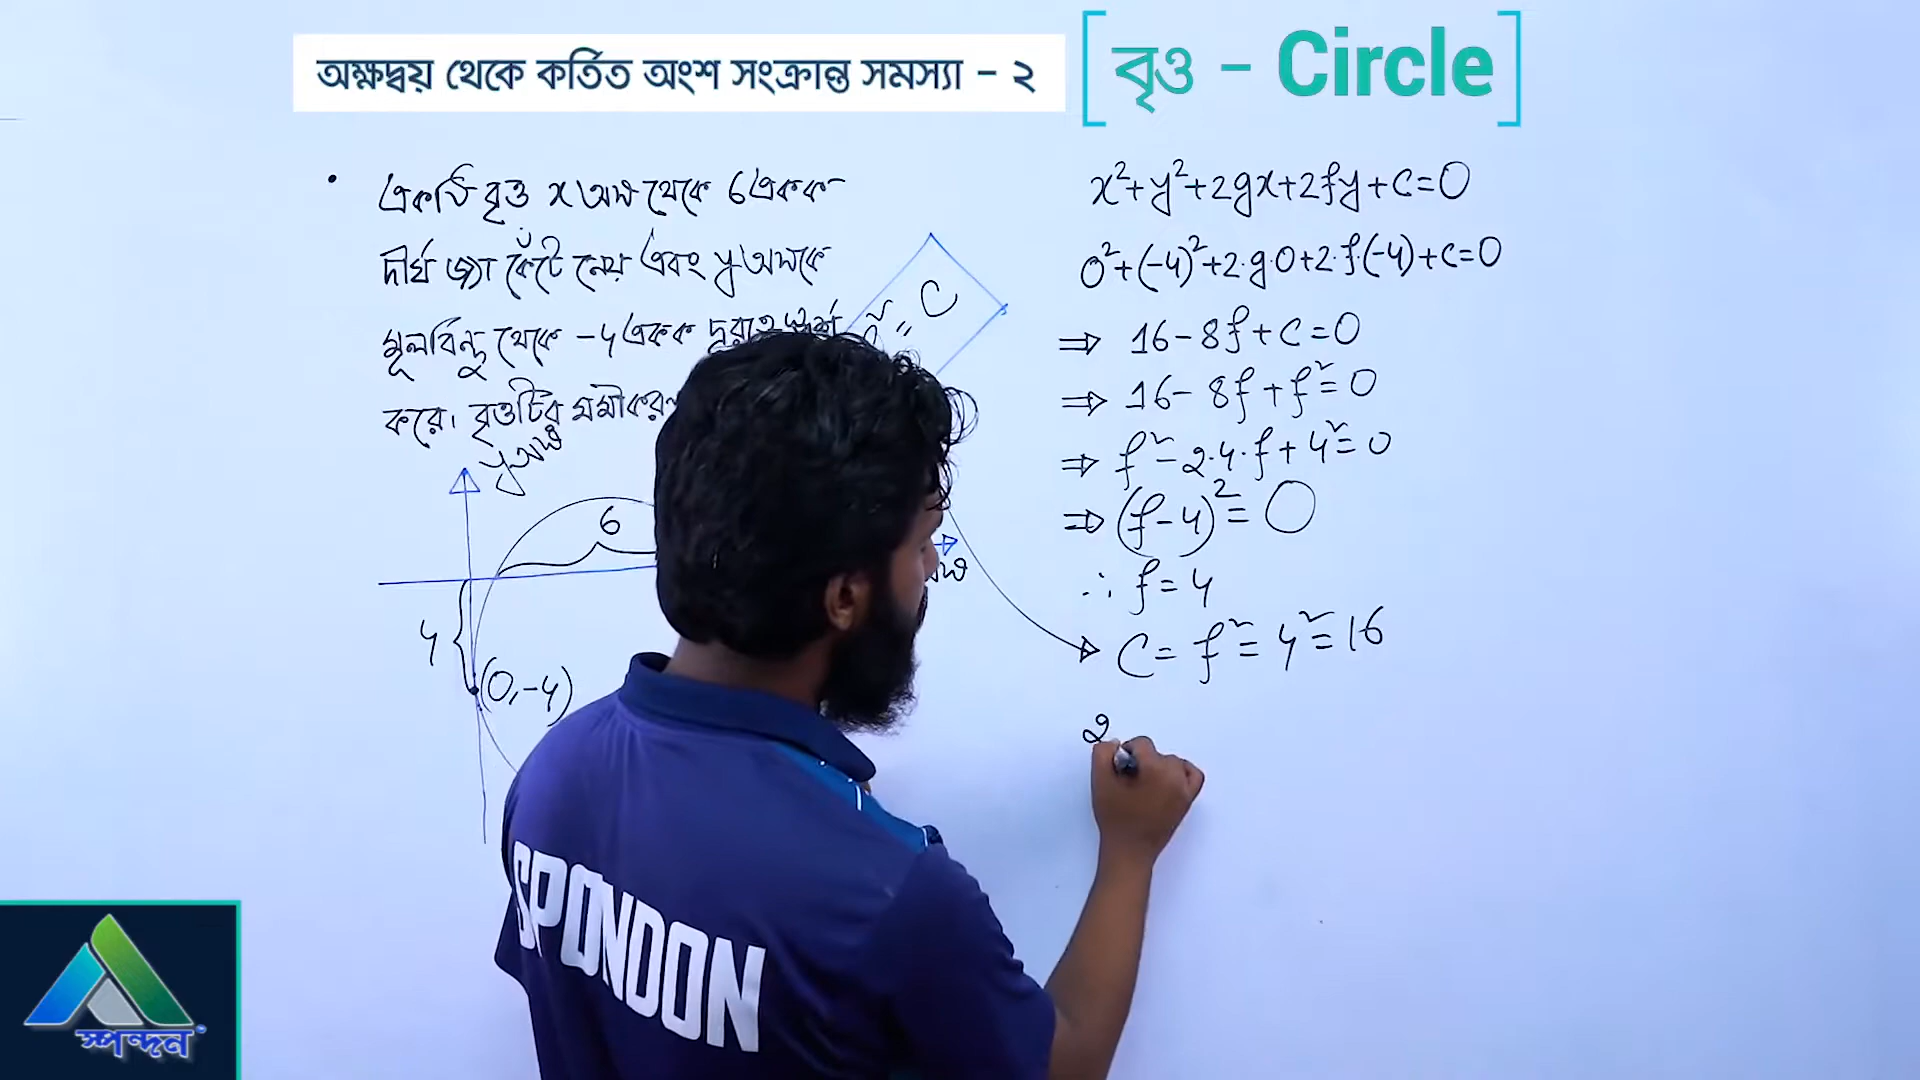 অক্ষদ্বয় থেকে কর্তিত অংশ সংক্রান্ত সমস্যা - ২
[বৃত্ত - Circle]
• একটি বৃত্ত x অক্ষ থেকে 6 একক
দীর্ঘ জ্যা কেঁটে নেয় এবং y অক্ষকে
মূলবিন্দু থেকে -4 একক দূরত্বে স্পর্শ
করে। বৃত্তটির সমীকরণ
= C
y অক্ষ
6
4
(0,-4)
x²+y²+2gx+2fy+c=0
0²+(-4)²+2·g·0+2·f(-4)+c=0
⇒ 16-8f+c=0
⇒ 16-8f+f²=0
⇒ f²-2·4·f+4²=0
⇒ (f-4)²=0
∴ f=4
C=f²=4²=16
2
SPONDON
স্পন্দন